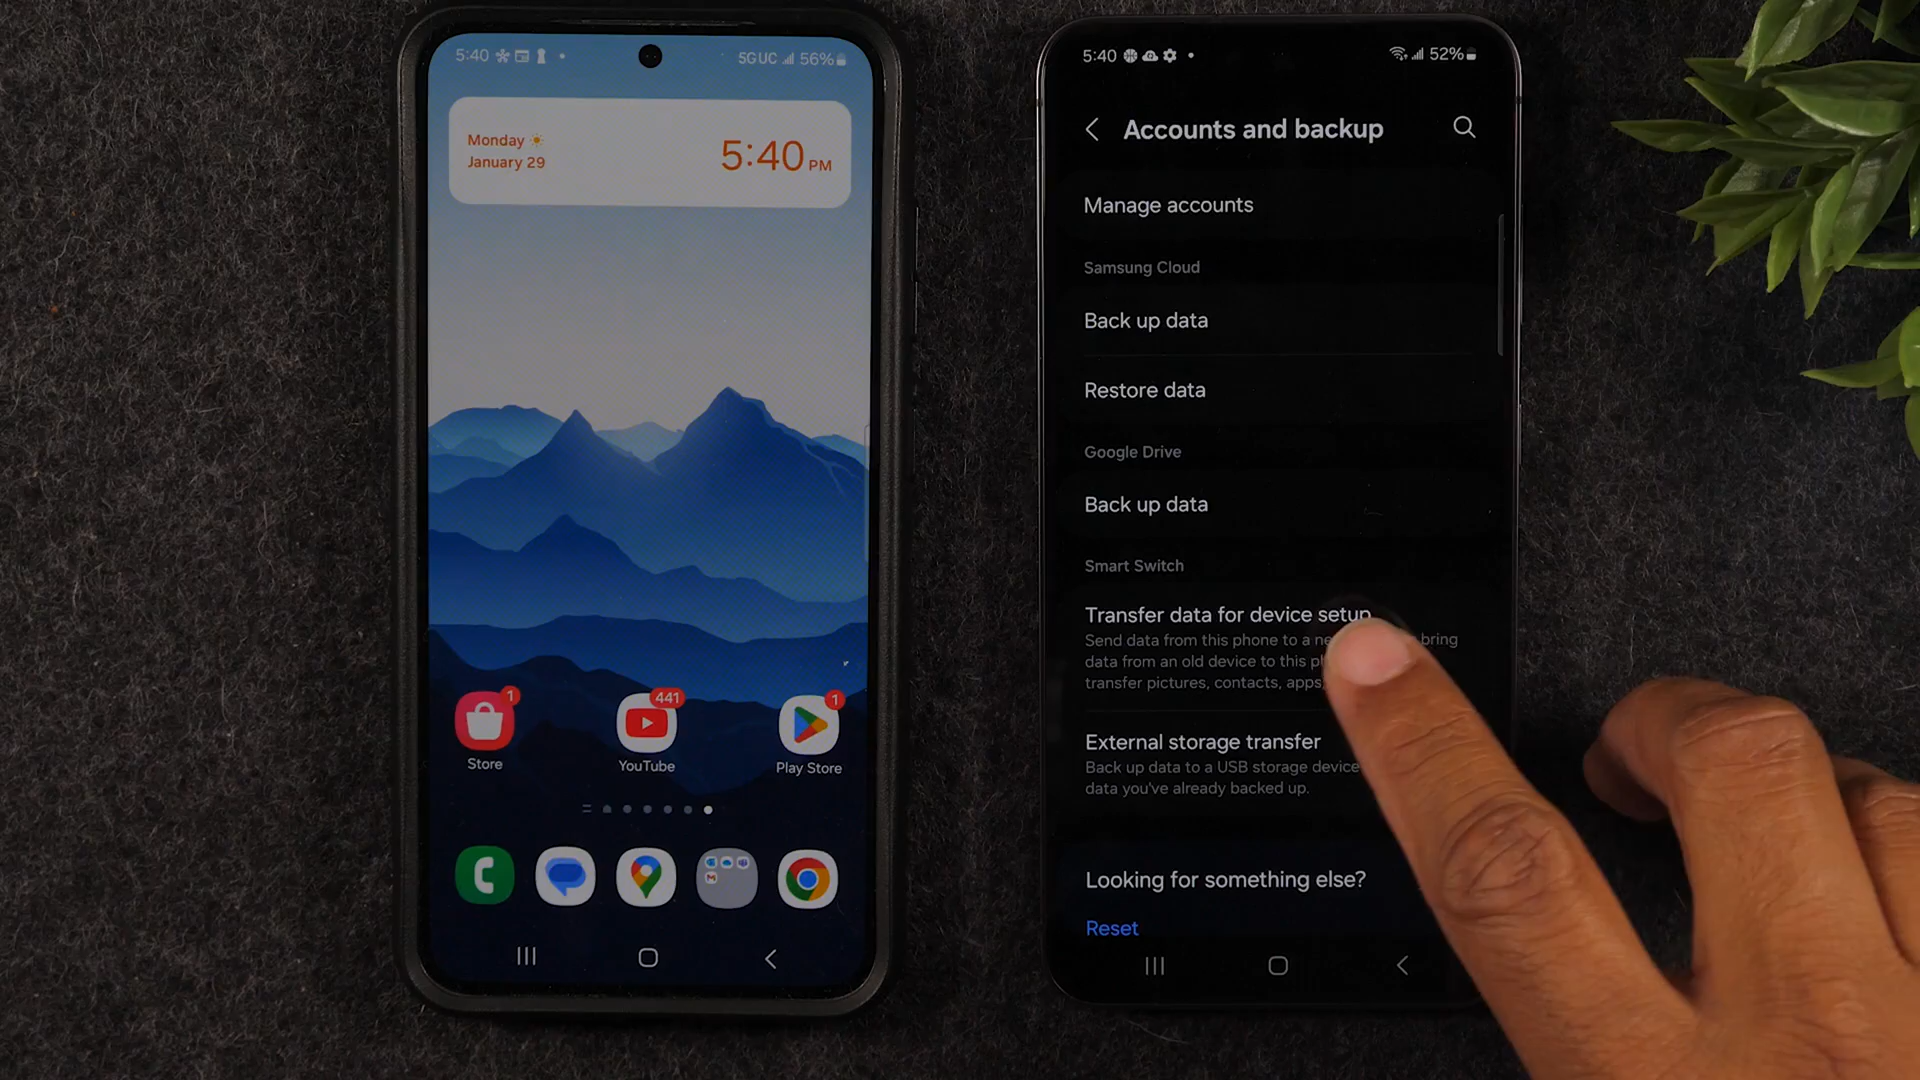 5:40
5GUC 56%
Monday
January 29
5:40 PM
1
441
1
Store
YouTube
Play Store
5:40
52%
Accounts and backup
Manage accounts
Samsung Cloud
Back up data
Restore data
Google Drive
Back up data
Smart Switch
Transfer data for device setup
Send data from this phone to a bring
data from an old device to this
transfer pictures, contacts, apps,
External storage transfer
Back up data to a USB storage device
data you've already backed up.
Looking for something else?
Reset